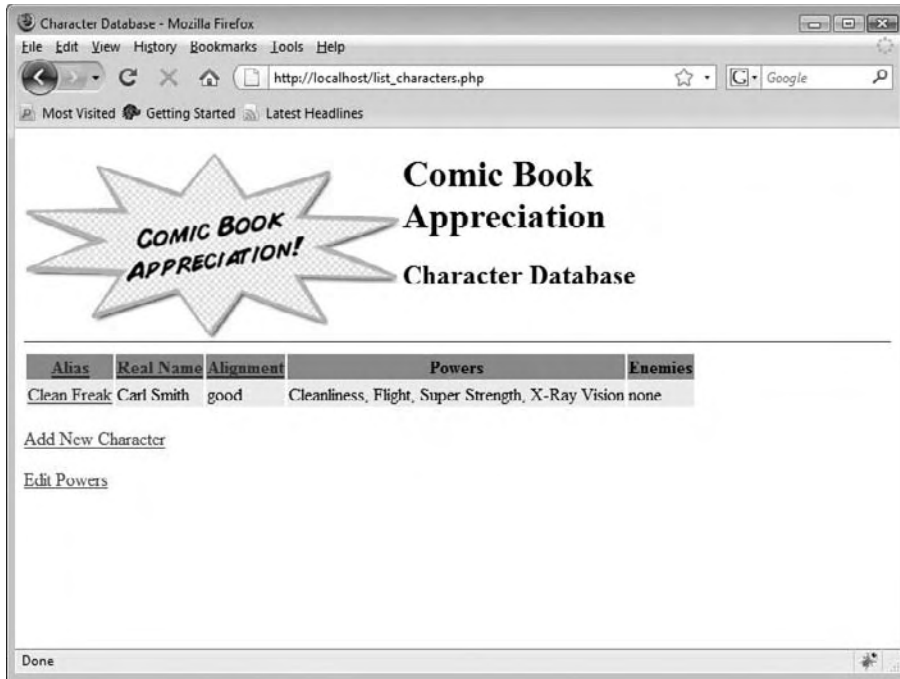 Character Database - Mozilla Firefox
File Edit View History Bookmarks Tools Help
http://localhost/list_characters.php
G Google
Most Visited Getting Started Latest Headlines
COMIC BOOK
APPRECIATION!
Comic Book
Appreciation
Character Database
Alias Real Name Alignment Powers Enemies
Clean Freak Carl Smith good Cleanliness, Flight, Super Strength, X-Ray Vision none
Add New Character
Edit Powers
Done